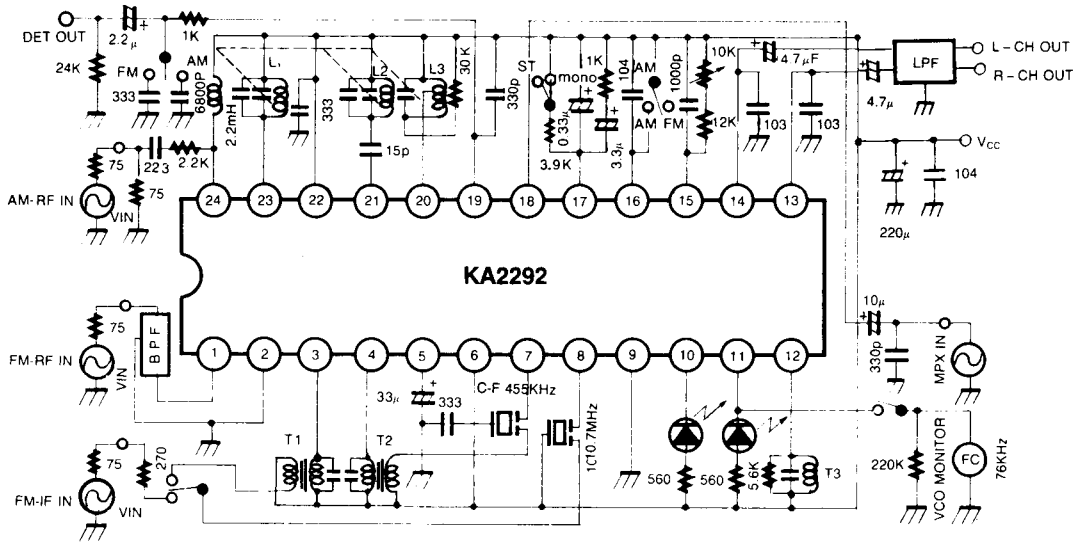 DET OUT
2.2µ
+
1K
24K
FM
AM
333
6800P
2.2mH
L1
333
L2
L3
30K
330p
15p
ST
mono
0.33µ
3.9K
+
1K
3.3µ
104
AM
AM FM
1000p
10K
12K
+
4.7µF
103
103
+
4.7µ
LPF
L-CH OUT
R-CH OUT
VCC
+
220µ
104
75
223
2.2K
75
AM-RF IN
VIN
24
23
22
21
20
19
18
17
16
15
14
13
KA2292
1
2
3
4
5
6
7
8
9
10
11
12
75
BPF
FM-RF IN
VIN
75
270
FM-IF IN
VIN
T1
T2
33µ
+
333
C-F 455KHz
10.7MHz
560
560
5.6K
T3
10µ
+
330p
MPX IN
220K
VCO MONITOR
FC
76KHz